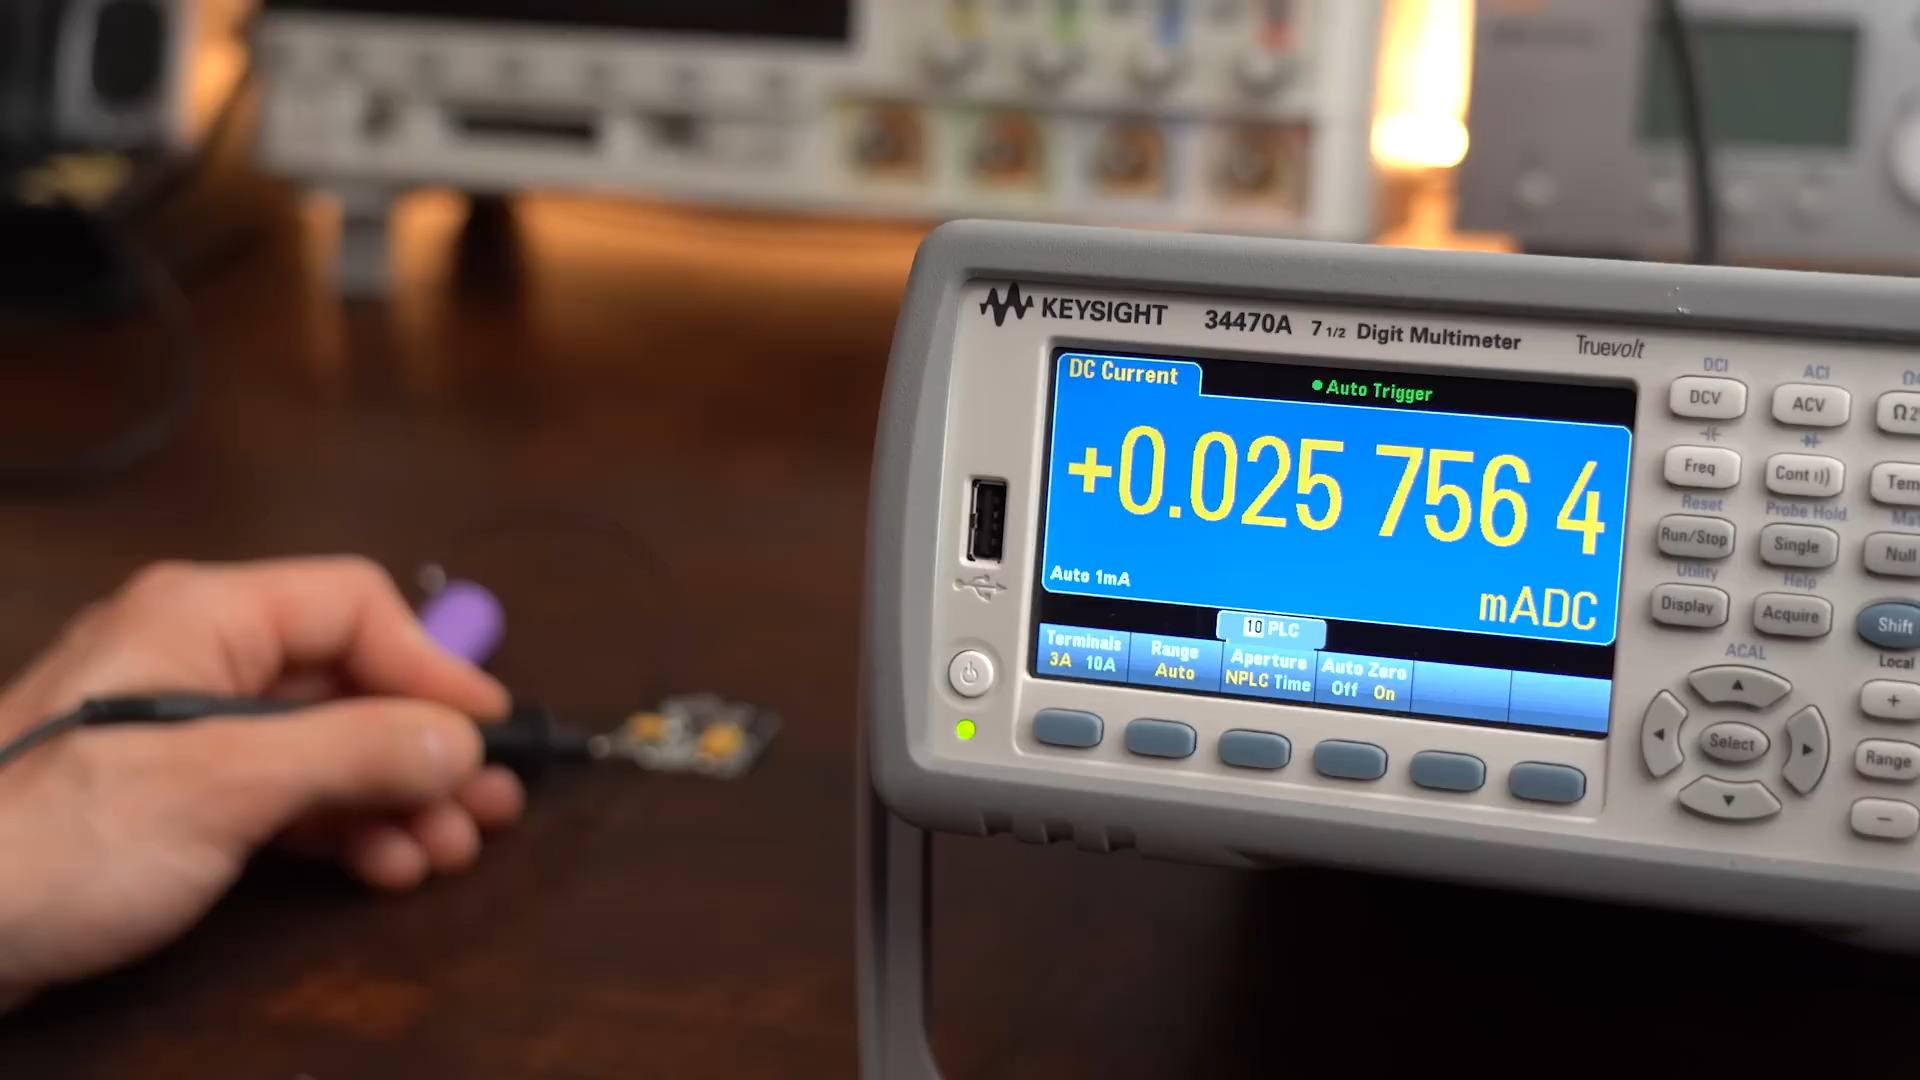 KEYSIGHT 34470A 7 1/2 Digit Multimeter Truevolt
DC Current
Auto Trigger
+0.025 756 4
Auto 1mA
mADC
10 PLC
Terminals
3A 10A
Range
Auto
Aperture
NPLC Time
Auto Zero
Off On
DCI
ACI
DCV
ACV
Freq
Cont
Reset
Probe Hold
Run/Stop
Single
Null
Utility
Help
Display
Acquire
Shift
Local
ACAL
+
Select
Range
−